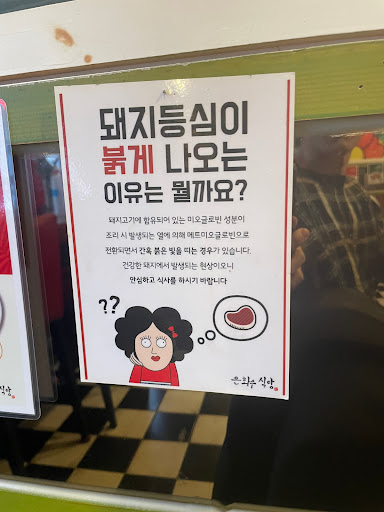 돼지등심이
붉게 나오는
이유는 뭘까요?
돼지고기에 함유되어 있는 미오글로빈 성분이
조리 시 발생되는 열에 의해 메트미오글로빈으로
전환되면서 간혹 붉은 빛을 띠는 경우가 있습니다.
건강한 돼지에서 발생되는 현상이오니
안심하고 식사를 하시기 바랍니다
??
식당